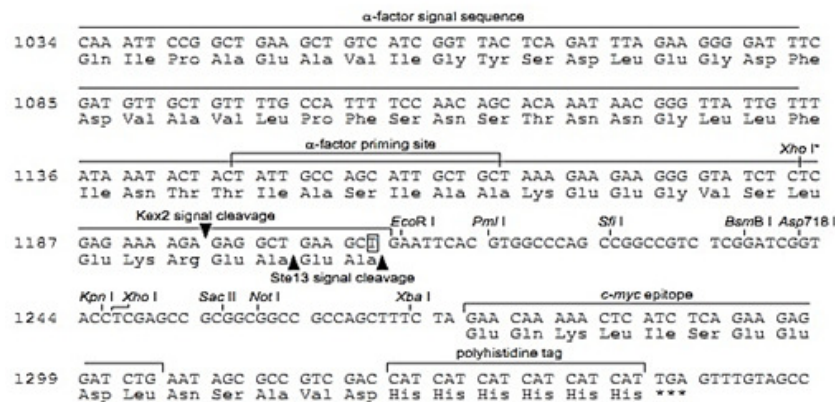 α-factor signal sequence
1034 CAA ATT CCG GCT GAA GCT GTC ATC GGT TAC TCA GAT TTA GAA GGG GAT TTC
Gln Ile Pro Ala Glu Ala Val Ile Gly Tyr Ser Asp Leu Glu Gly Asp Phe
1085 GAT GTT GCT GTT TTG CCA TTT TCC AAC AGC ACA AAT AAC GGG TTA TTG TTT
Asp Val Ala Val Leu Pro Phe Ser Asn Ser Thr Asn Asn Gly Leu Leu Phe
α-factor priming site Xho I*
1136 ATA AAT ACT ACT ATT GCC AGC ATT GCT GCT AAA GAA GAA GGG GTA TCT CTC
Ile Asn Thr Thr Ile Ala Ser Ile Ala Ala Lys Glu Glu Gly Val Ser Leu
Kex2 signal cleavage EcoR I Pml I Sfi I BsmB I Asp718 I
1187 GAG AAA AGA GAG GCT GAA GCT GAATTCAC GTGGCCCAG CCGGCCGTC TCGGATCGGT
Glu Lys Arg Glu Ala Glu Ala
Ste13 signal cleavage
Kpn I Xho I Sac II Not I Xba I c-myc epitope
1244 ACCTCGAGCC GCGGCGGCC GCCAGCTTTC TA GAA CAA AAA CTC ATC TCA GAA GAG
Glu Gln Lys Leu Ile Ser Glu Glu
polyhistidine tag
1299 GAT CTG AAT AGC GCC GTC GAC CAT CAT CAT CAT CAT CAT TGA GTTTGTAGCC
Asp Leu Asn Ser Ala Val Asp His His His His His His ***